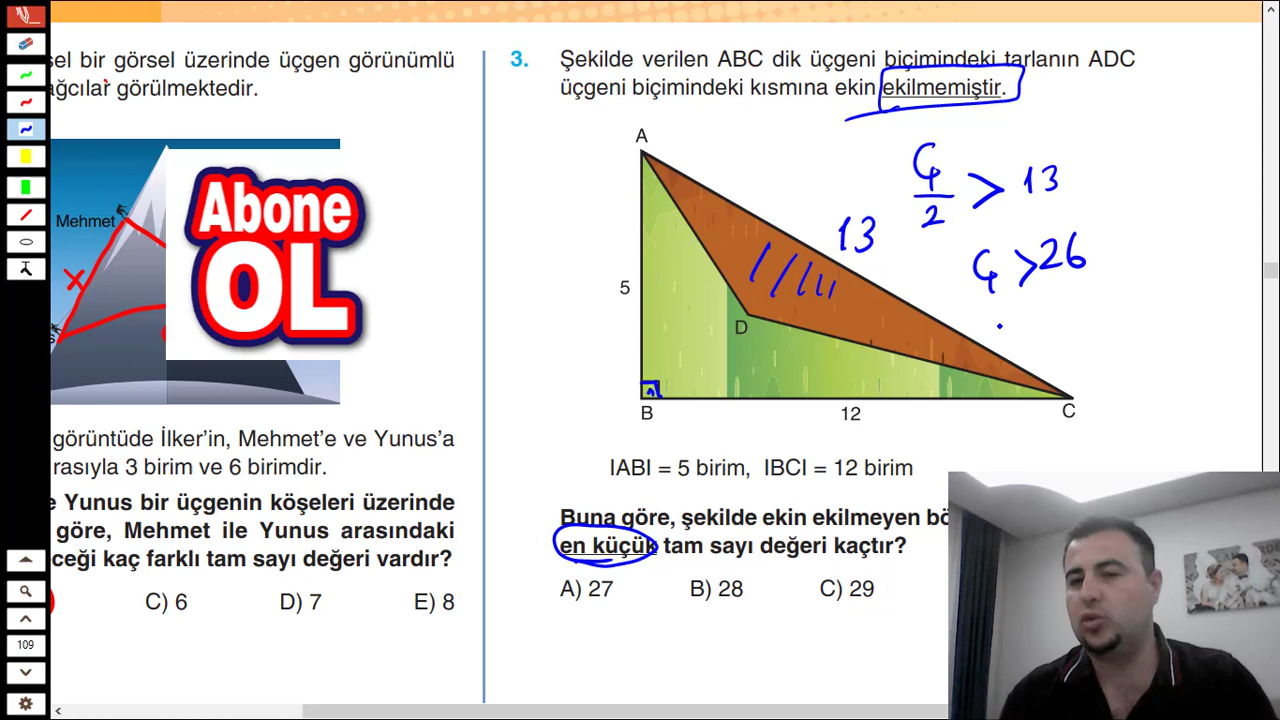 sel bir görsel üzerinde üçgen görünümlü
ağcılar görülmektedir.
Mehmet
X
Abone
OL
görüntüde İlker'in, Mehmet'e ve Yunus'a
rasıyla 3 birim ve 6 birimdir.
e Yunus bir üçgenin köşeleri üzerinde
göre, Mehmet ile Yunus arasındaki
ceği kaç farklı tam sayı değeri vardır?
C) 6 D) 7 E) 8
3. Şekilde verilen ABC dik üçgeni biçimindeki tarlanın ADC
üçgeni biçimindeki kısmına ekin ekilmemiştir.
A
Ç/2 > 13
13
Ç > 26
5
D
B
12
C
IABI = 5 birim, IBCI = 12 birim
Buna göre, şekilde ekin ekilmeyen bö
en küçük tam sayı değeri kaçtır?
A) 27 B) 28 C) 29
109